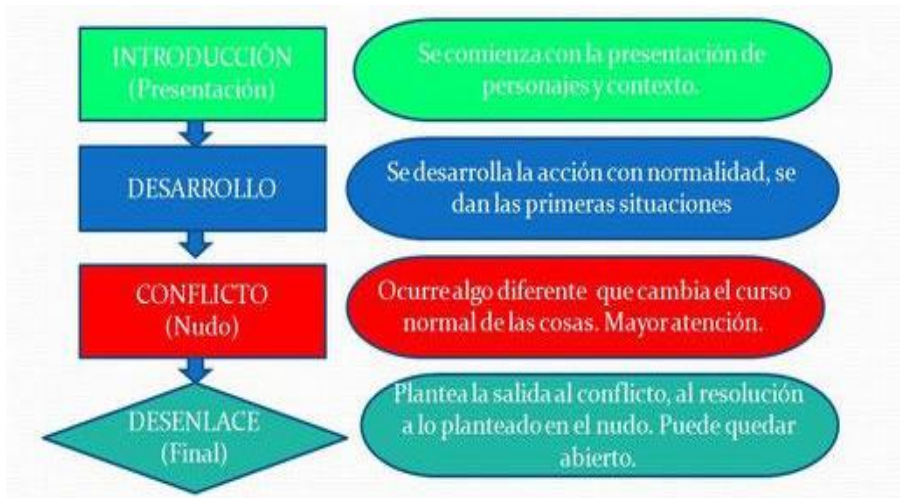 INTRODUCCIÓN
(Presentación)
Se comienza con la presentación de
personajes y contexto.
DESARROLLO
Se desarrolla la acción con normalidad, se
dan las primeras situaciones
CONFLICTO
(Nudo)
Ocurre algo diferente que cambia el curso
normal de las cosas. Mayor atención.
DESENLACE
(Final)
Plantea la salida al conflicto, al resolución
a lo planteado en el nudo. Puede quedar
abierto.